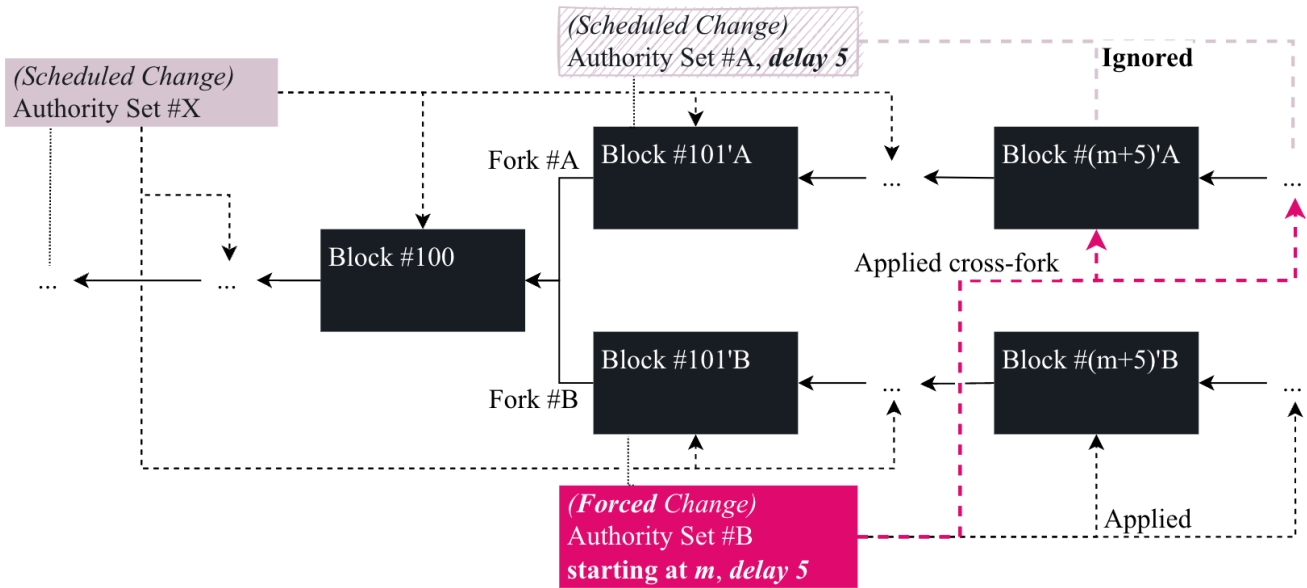 (Scheduled Change)
Authority Set #A, delay 5
Ignored
(Scheduled Change)
Authority Set #X
Fork #A
Block #101'A
...
Block #(m+5)'A
...
...
...
Block #100
Applied cross-fork
Fork #B
Block #101'B
...
Block #(m+5)'B
...
(Forced Change)
Authority Set #B
starting at m, delay 5
Applied